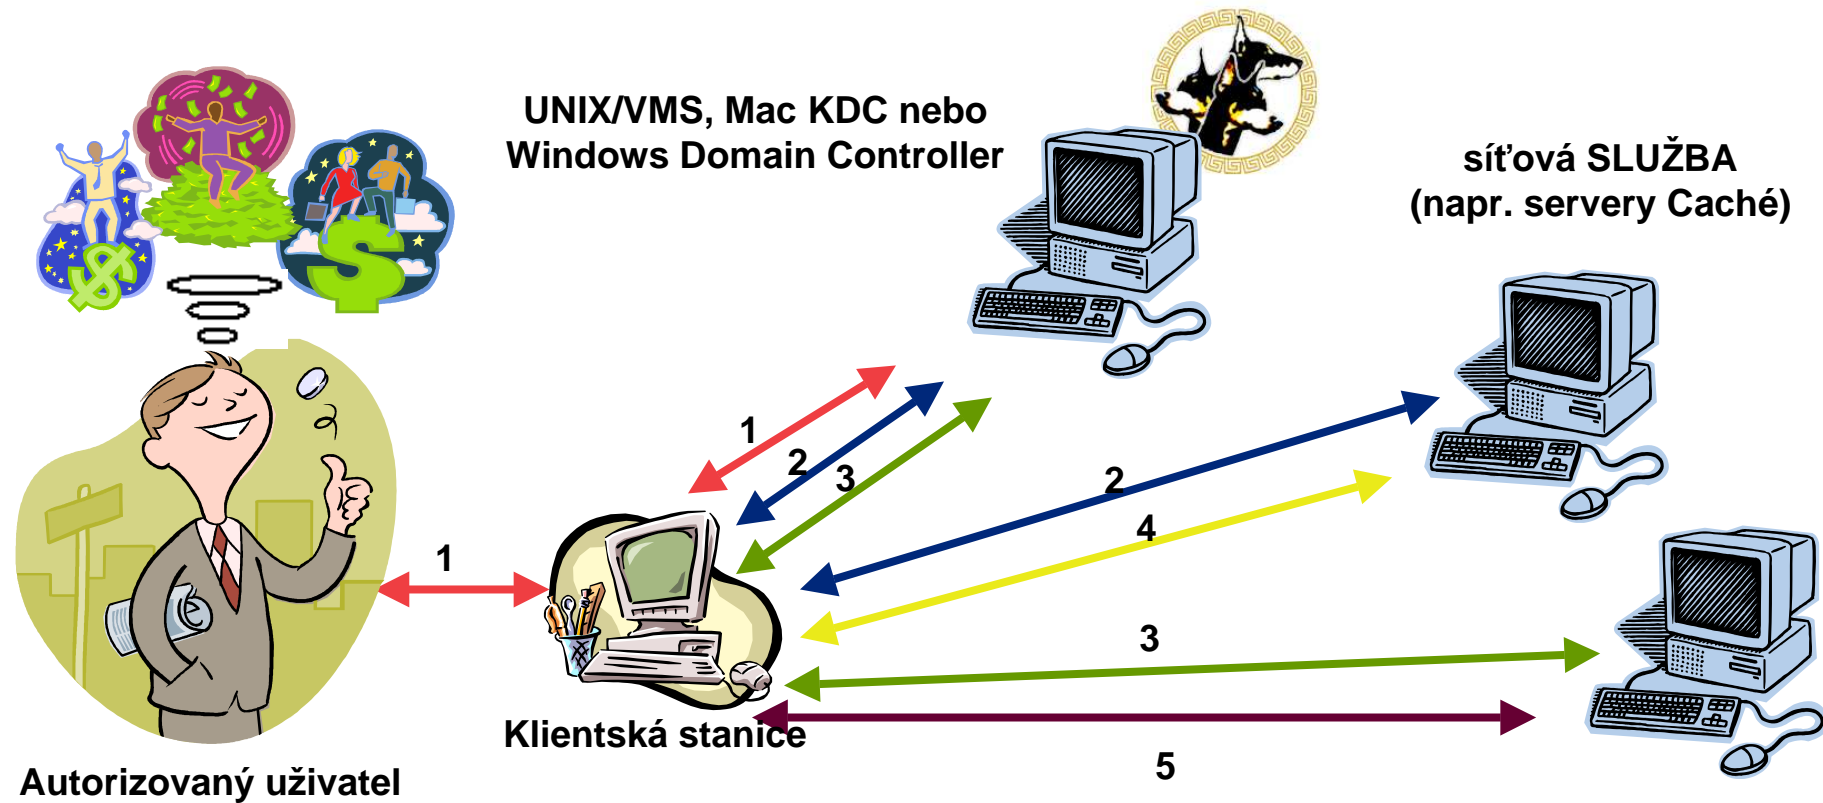 UNIX/VMS, Mac KDC nebo
Windows Domain Controller
síťová SLUŽBA
(napr. servery Caché)
1
2
3
2
4
1
3
5
Klientská stanice
Autorizovaný uživatel